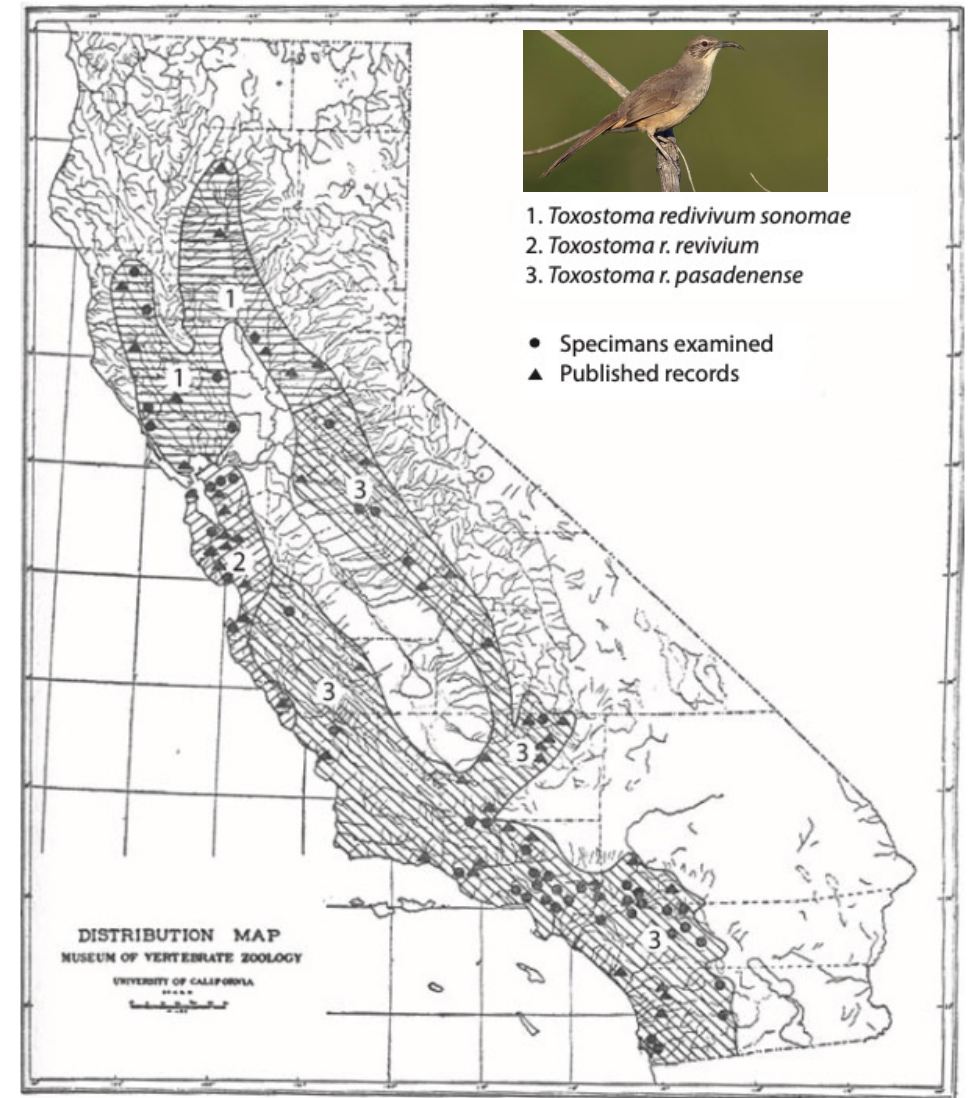 1. Toxostoma redivivum sonomae
2. Toxostoma r. revivium
3. Toxostoma r. pasadenense
Specimans examined
Published records
1
1
3
2
3
3
3
DISTRIBUTION MAP
MUSEUM OF VERTEBRATE ZOOLOGY
UNIVERSITY OF CALIFORNIA